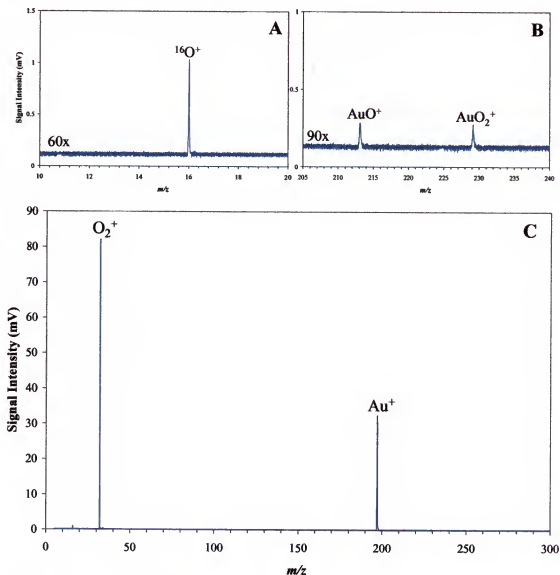 A
Signal Intensity (mV)
1.5
1
0.5
0
¹⁶O⁺
60x
10 12 14 16 18 20
m/z
B
1
0.5
0
AuO⁺
AuO₂⁺
90x
205 210 215 220 225 230 235 240
m/z
C
Signal Intensity (mV)
90
80
70
60
50
40
30
20
10
0
O₂⁺
Au⁺
0 50 100 150 200 250 300
m/z